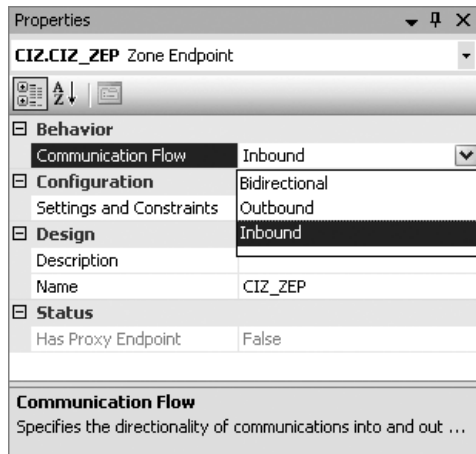 Properties
CIZ.CIZ_ZEP Zone Endpoint
Behavior
Communication Flow Inbound
Bidirectional
Outbound
Inbound
Configuration
Settings and Constraints
Design
Description
Name CIZ_ZEP
Status
Has Proxy Endpoint False
Communication Flow
Specifies the directionality of communications into and out ...